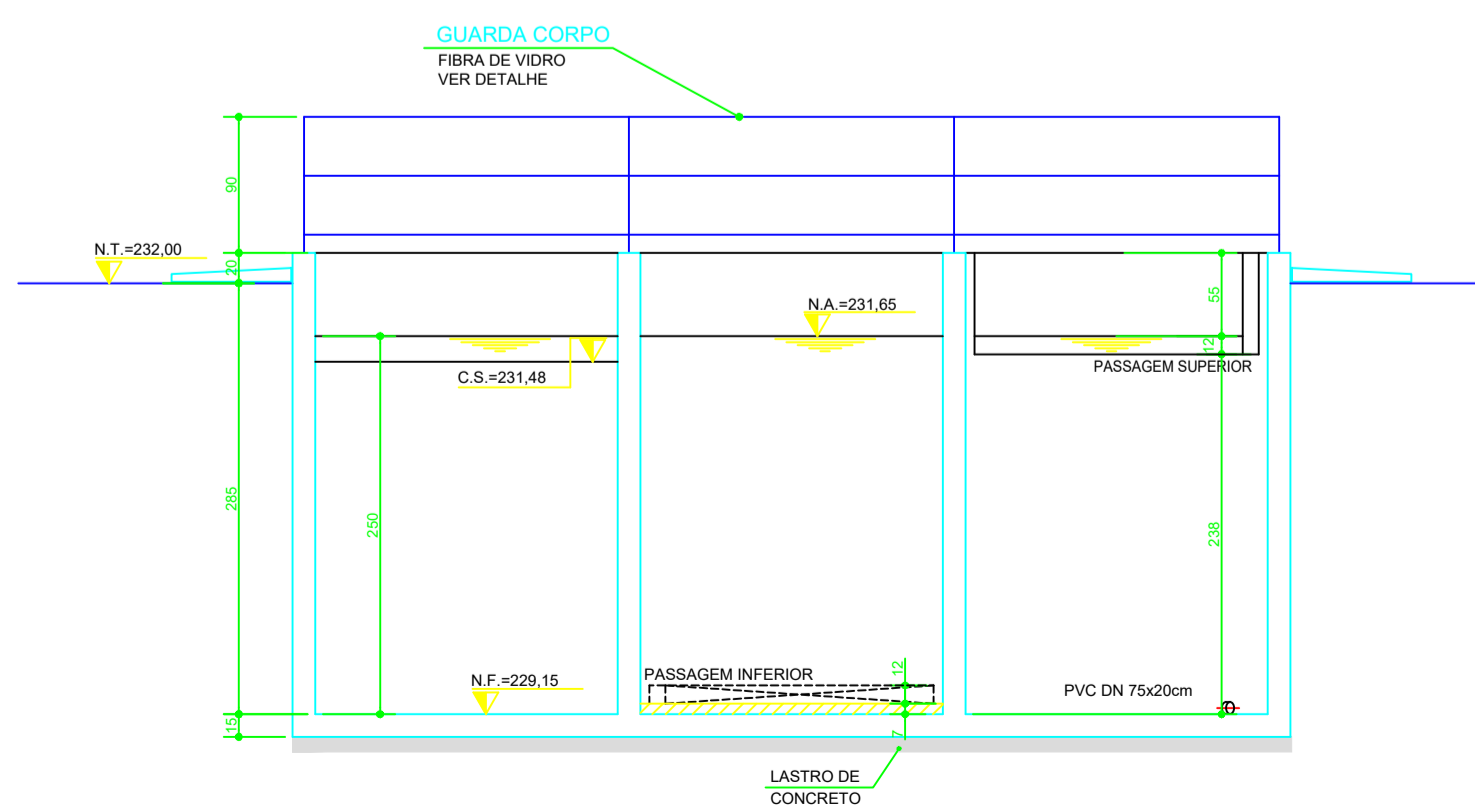 GUARDA CORPO
FIBRA DE VIDRO
VER DETALHE
90
N.T.=232,00
20
N.A.=231,65
55
12
C.S.=231,48
PASSAGEM SUPERIOR
285
250
238
N.F.=229,15
PASSAGEM INFERIOR
12
PVC DN 75x20cm
15
7
LASTRO DE
CONCRETO